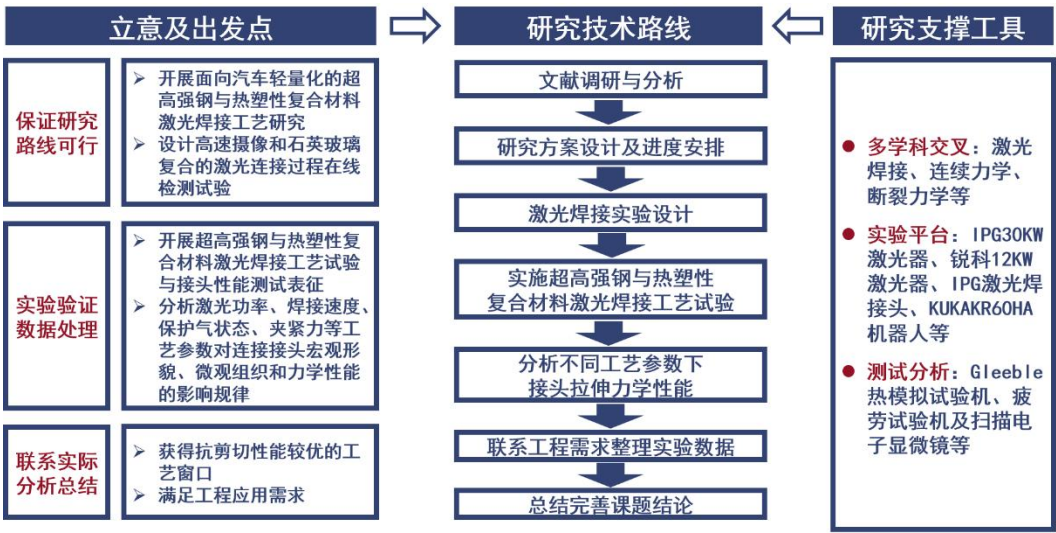 立意及出发点
研究技术路线
研究支撑工具
保证研究
路线可行
➢ 开展面向汽车轻量化的超
高强钢与热塑性复合材料
激光焊接工艺研究
➢ 设计高速摄像和石英玻璃
复合的激光连接过程在线
检测试验
实验验证
数据处理
➢ 开展超高强钢与热塑性复
合材料激光焊接工艺试验
与接头性能测试表征
➢ 分析激光功率、焊接速度、
保护气状态、夹紧力等工
艺参数对连接接头宏观形
貌、微观组织和力学性能
的影响规律
联系实际
分析总结
➢ 获得抗剪切性能较优的工
艺窗口
➢ 满足工程应用需求
文献调研与分析
研究方案设计及进度安排
激光焊接实验设计
实施超高强钢与热塑性
复合材料激光焊接工艺试验
分析不同工艺参数下
接头拉伸力学性能
联系工程需求整理实验数据
总结完善课题结论
● 多学科交叉：激光
焊接、连续力学、
断裂力学等
● 实验平台：IPG30KW
激光器、锐科12KW
激光器、IPG激光焊
接头、KUKAKR60HA
机器人等
● 测试分析：Gleeble
热模拟试验机、疲
劳试验机及扫描电
子显微镜等